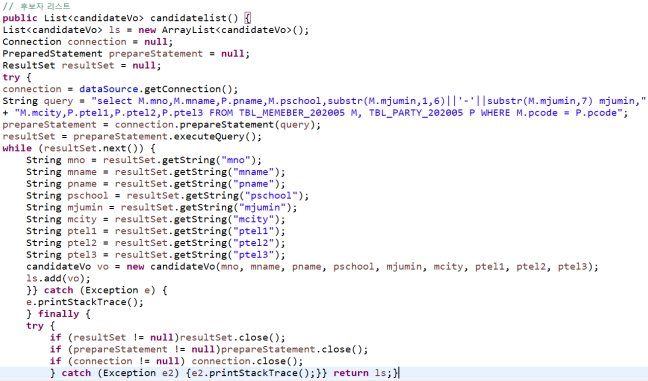 // 후보자 리스트
public List<candidateVo> candidatelist() {
List<candidateVo> ls = new ArrayList<candidateVo>();
Connection connection = null;
PreparedStatement prepareStatement = null;
ResultSet resultSet = null;
try {
connection = dataSource.getConnection();
String query = "select M.mno,M.mname,P.pname,M.pschool,substr(M.mjumin,1,6)||'-'||substr(M.mjumin,7) mjumin,"
+ "M.mcity,P.ptel1,P.ptel2,P.ptel3 FROM TBL_MEMEBER_202005 M, TBL_PARTY_202005 P WHERE M.pcode = P.pcode";
prepareStatement = connection.prepareStatement(query);
resultSet = prepareStatement.executeQuery();
while (resultSet.next()) {
String mno = resultSet.getString("mno");
String mname = resultSet.getString("mname");
String pname = resultSet.getString("pname");
String pschool = resultSet.getString("pschool");
String mjumin = resultSet.getString("mjumin");
String mcity = resultSet.getString("mcity");
String ptel1 = resultSet.getString("ptel1");
String ptel2 = resultSet.getString("ptel2");
String ptel3 = resultSet.getString("ptel3");
candidateVo vo = new candidateVo(mno, mname, pname, pschool, mjumin, mcity, ptel1, ptel2, ptel3);
ls.add(vo);
}} catch (Exception e) {
e.printStackTrace();
} finally {
try {
if (resultSet != null)resultSet.close();
if (prepareStatement != null)prepareStatement.close();
if (connection != null) connection.close();
} catch (Exception e2) {e2.printStackTrace();}} return ls;}